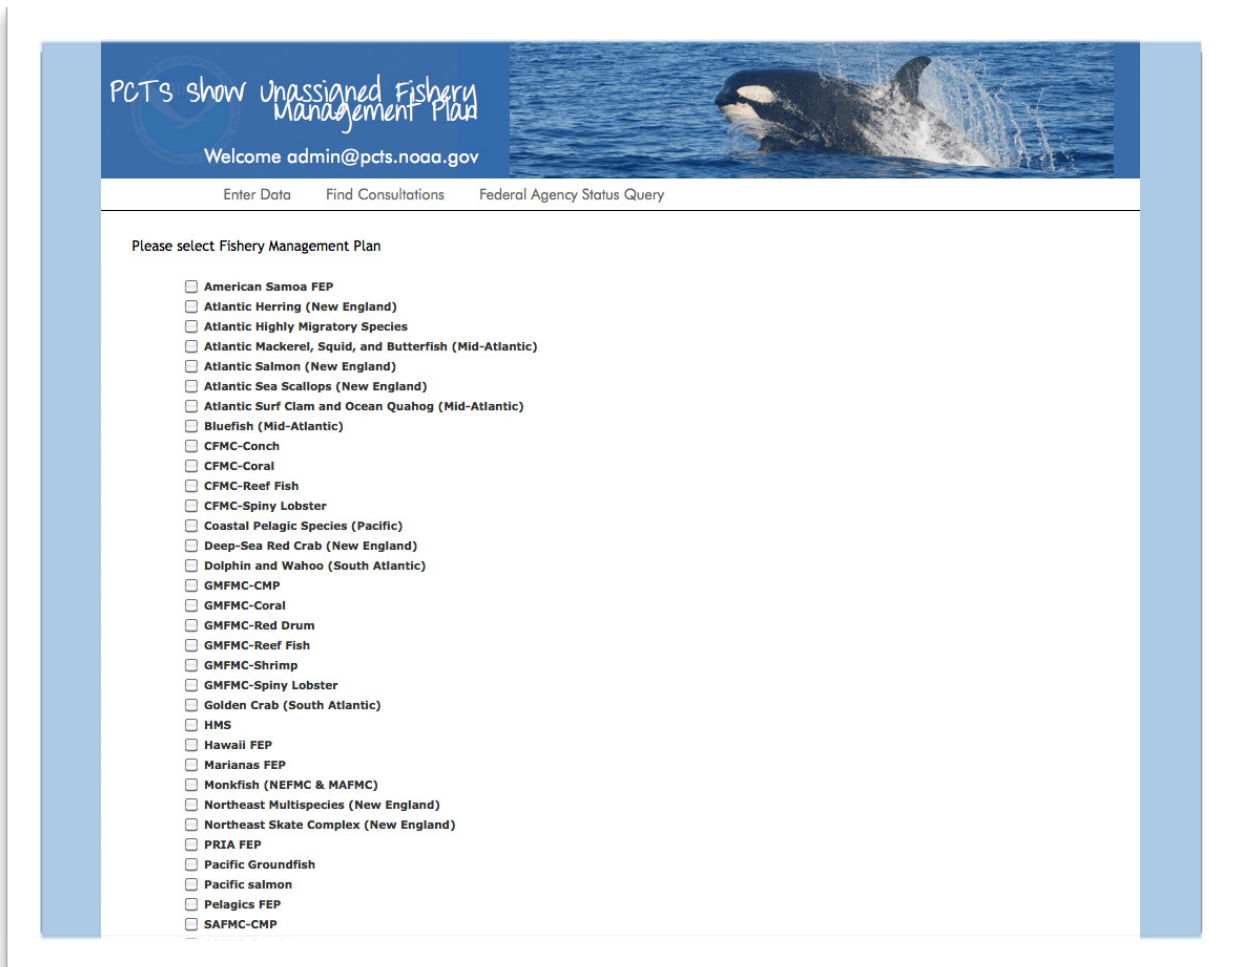 PCTS Show Unassigned Fishery
Management Plan
Welcome admin@pcts.noaa.gov
Enter Data Find Consultations Federal Agency Status Query
Please select Fishery Management Plan
American Samoa FEP
Atlantic Herring (New England)
Atlantic Highly Migratory Species
Atlantic Mackerel, Squid, and Butterfish (Mid-Atlantic)
Atlantic Salmon (New England)
Atlantic Sea Scallops (New England)
Atlantic Surf Clam and Ocean Quahog (Mid-Atlantic)
Bluefish (Mid-Atlantic)
CFMC-Conch
CFMC-Coral
CFMC-Reef Fish
CFMC-Spiny Lobster
Coastal Pelagic Species (Pacific)
Deep-Sea Red Crab (New England)
Dolphin and Wahoo (South Atlantic)
GMFMC-CMP
GMFMC-Coral
GMFMC-Red Drum
GMFMC-Reef Fish
GMFMC-Shrimp
GMFMC-Spiny Lobster
Golden Crab (South Atlantic)
HMS
Hawaii FEP
Marianas FEP
Monkfish (NEFMC & MAFMC)
Northeast Multispecies (New England)
Northeast Skate Complex (New England)
PRIA FEP
Pacific Groundfish
Pacific salmon
Pelagics FEP
SAFMC-CMP